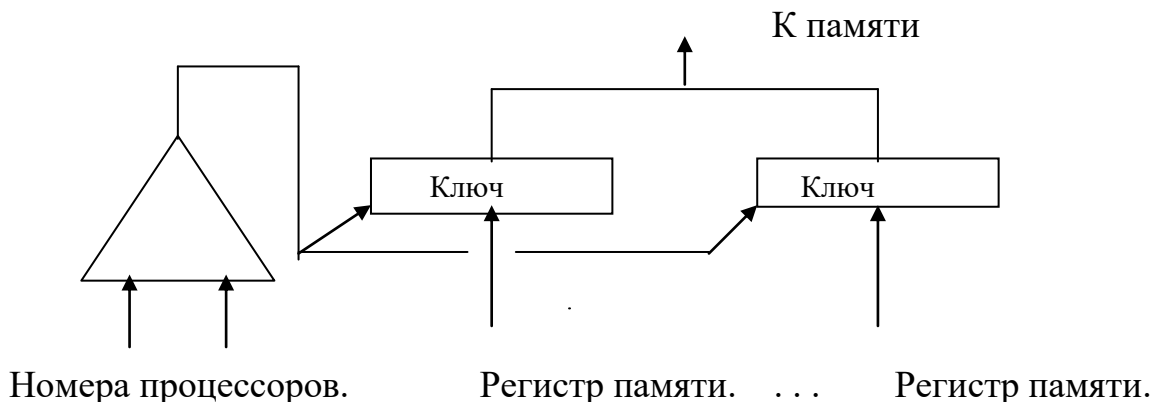 К памяти
Ключ Ключ
Номера процессоров. Регистр памяти. . . . Регистр памяти.